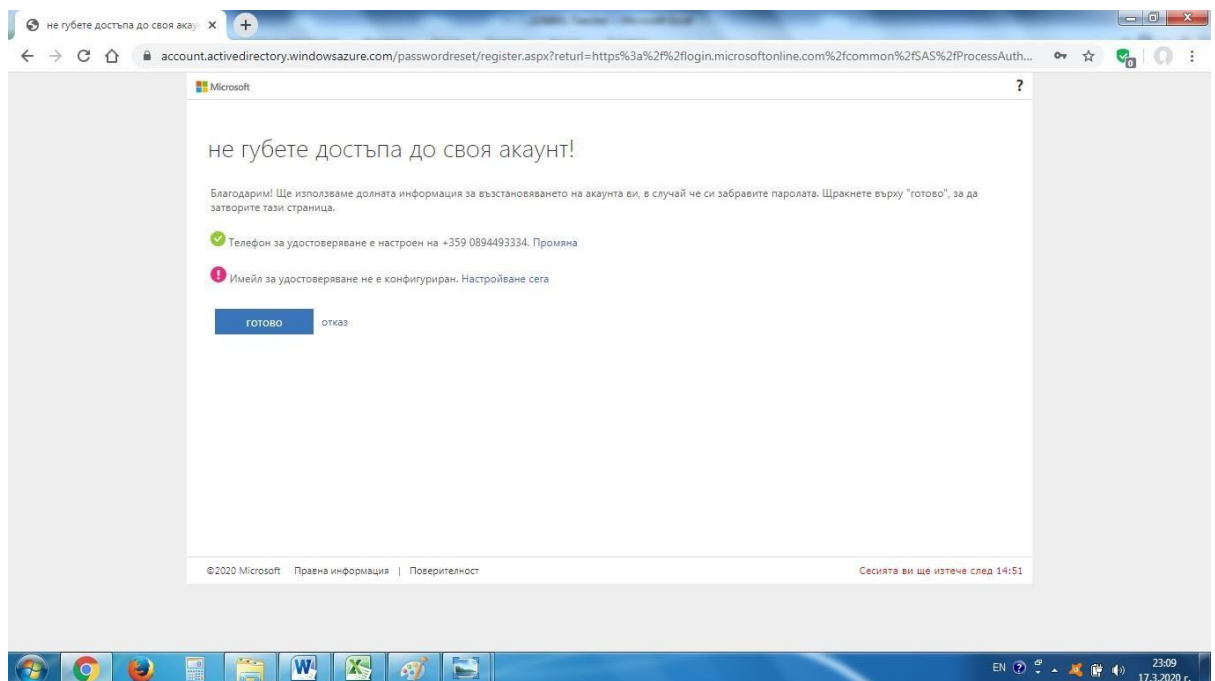 не губете достъпа до своя акау
account.activedirectory.windowsazure.com/passwordreset/register.aspx?returl=https%3a%2f%2flogin.microsoftonline.com%2fcommon%2fSAS%2fProcessAuth...
0
Microsoft
?
не губете достъпа до своя акаунт!
Благодарим! Ще използваме долната информация за възстановяването на акаунта ви, в случай че си забравите паролата. Щракнете върху "готово", за да
затворите тази страница.
Телефон за удостоверяване е настроен на +359 0894493334. Промяна
Имейл за удостоверяване не е конфигуриран. Настройване сега
готово отказ
©2020 Microsoft Правна информация | Поверителност Сесията ви ще изтече след 14:51
EN 23:09
17.3.2020 г.